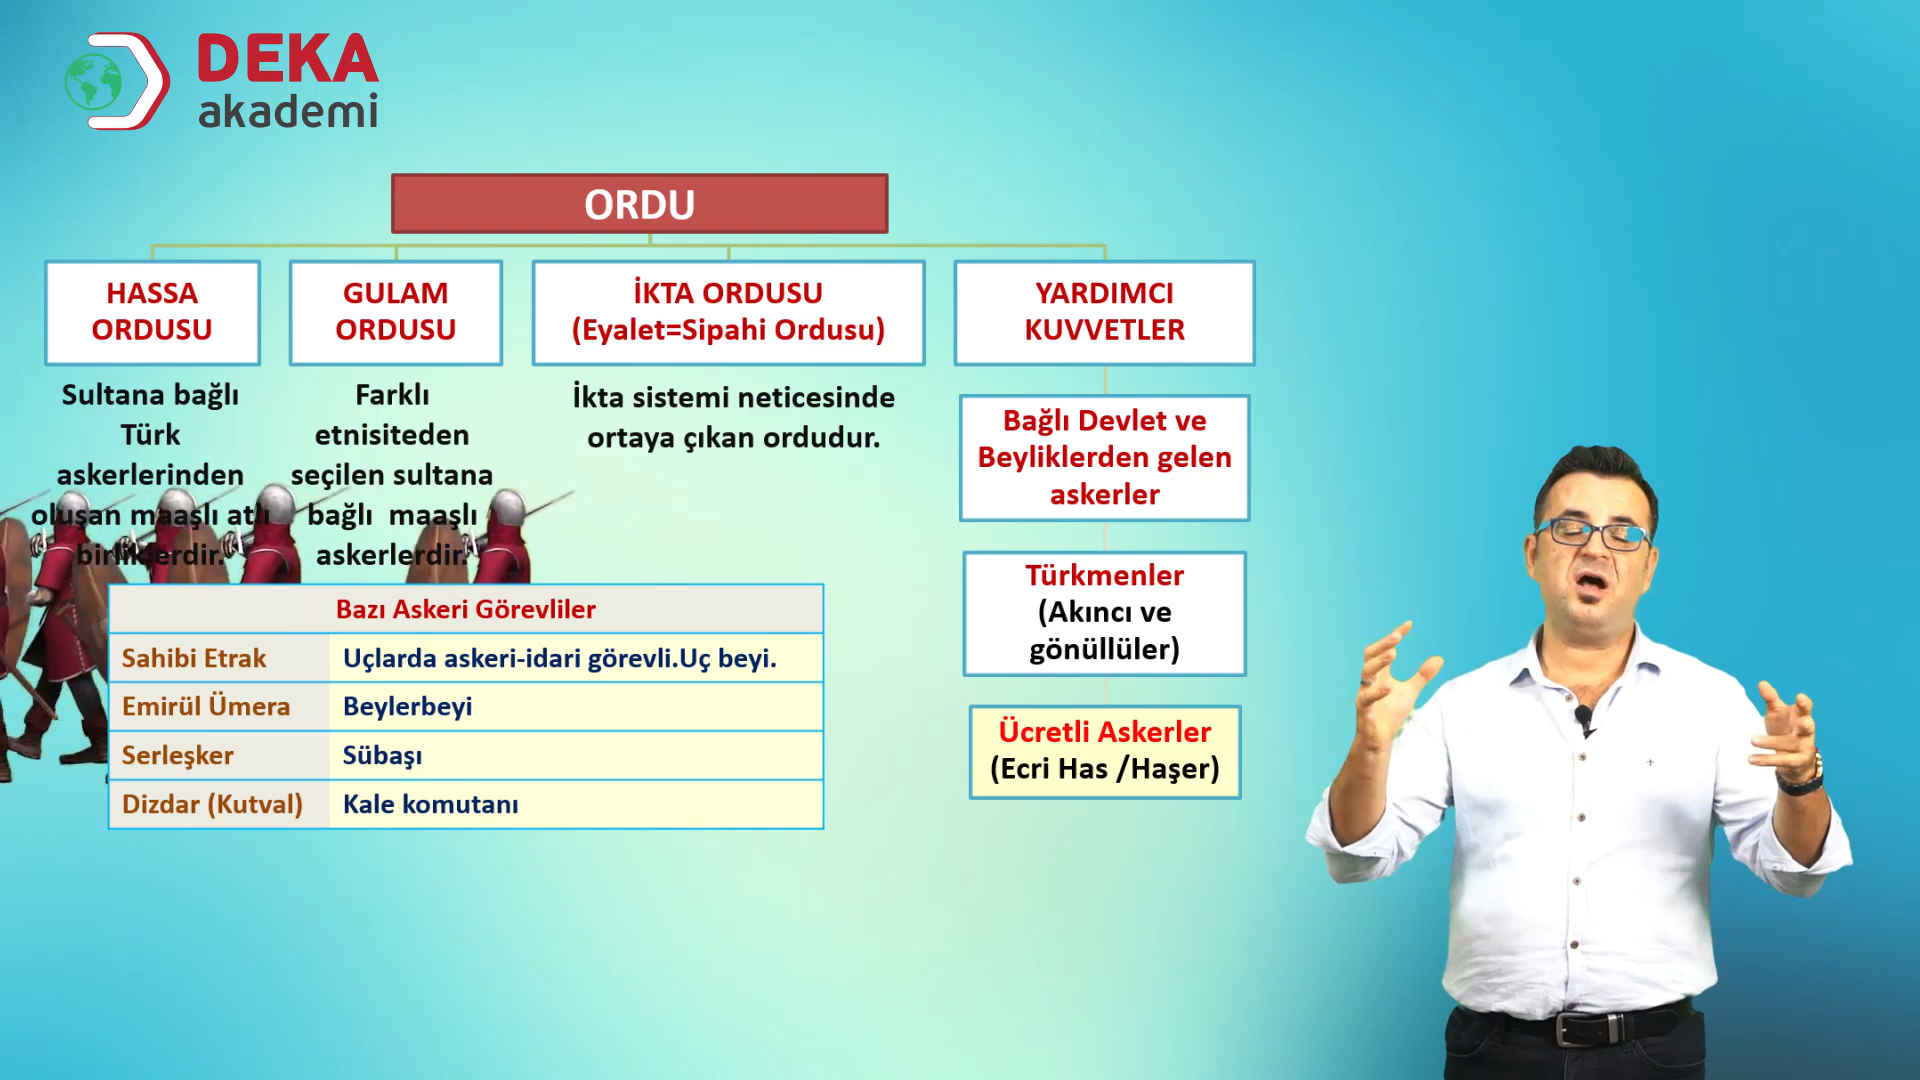 DEKA
akademi
ORDU
HASSA
ORDUSU
GULAM
ORDUSU
İKTA ORDUSU
(Eyalet=Sipahi Ordusu)
YARDIMCI
KUVVETLER
Sultana bağlı
Türk
askerlerinden
oluşan maaşlı atlı
birliklerdir.
Farklı
etnisiteden
seçilen sultana
bağlı maaşlı
askerlerdir.
İkta sistemi neticesinde
ortaya çıkan ordudur.
Bağlı Devlet ve
Beyliklerden gelen
askerler
Türkmenler
(Akıncı ve
gönüllüler)
Ücretli Askerler
(Ecri Has /Haşer)
Bazı Askeri Görevliler
Sahibi Etrak Uçlarda askeri-idari görevli.Uç beyi.
Emirül Ümera Beylerbeyi
Serleşker Sübaşı
Dizdar (Kutval) Kale komutanı